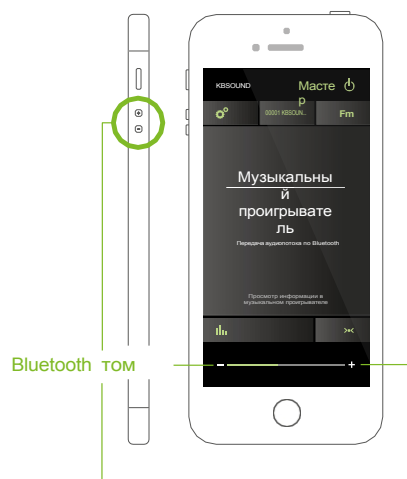 KBSOUND
Масте
р
00001 KBSOUN...
Fm
Музыкальны
й
проигрывате
ль
Передача аудиопотока по Bluetooth
Просмотр информации в
музыкальном проигрывателе
Bluetooth том